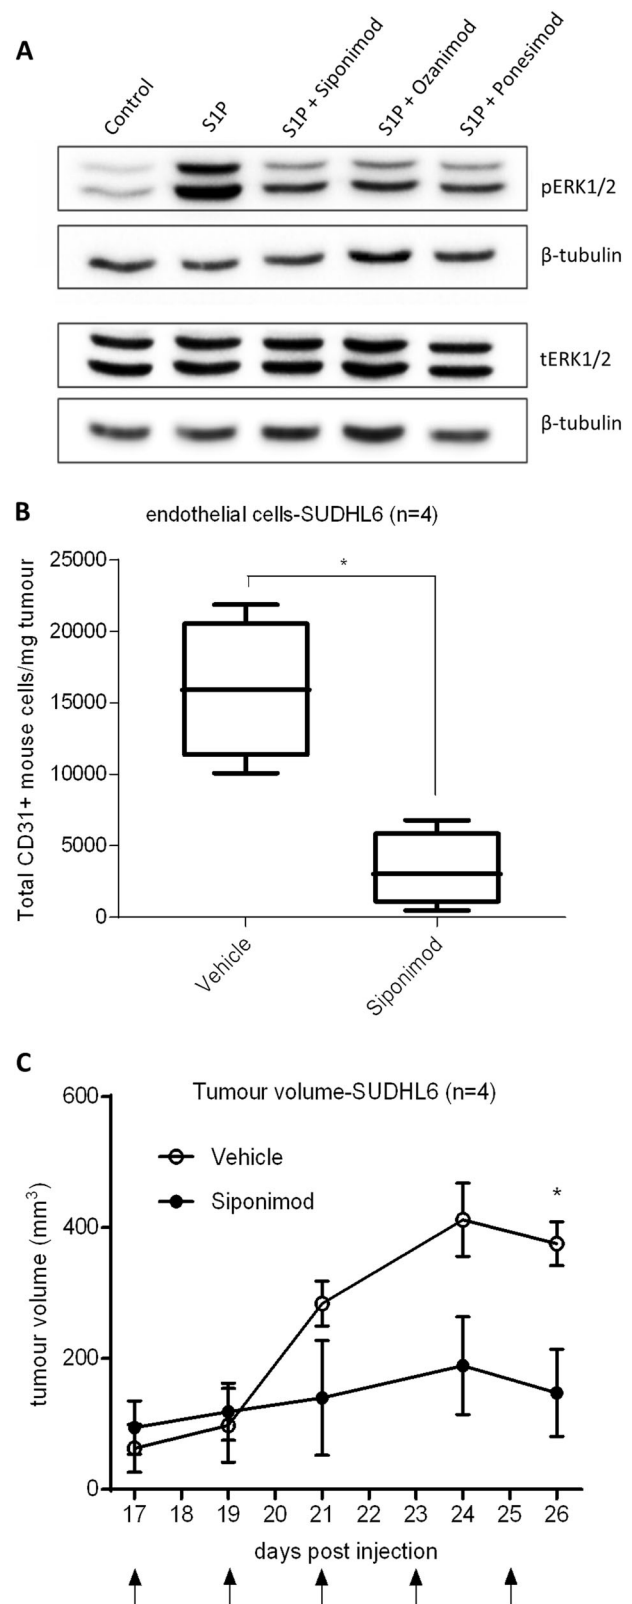 A
Control
S1P
S1P + Siponimod
S1P + Ozanimod
S1P + Ponesimod
pERK1/2
β-tubulin
tERK1/2
β-tubulin
B
endothelial cells-SUDHL6 (n=4)
Total CD31+ mouse cells/mg tumour
25000
*
20000
15000
10000
5000
0
Vehicle
Siponimod
C
Tumour volume-SUDHL6 (n=4)
tumour volume (mm³)
600
Vehicle
Siponimod
*
400
200
0
17 18 19 20 21 22 23 24 25 26
days post injection